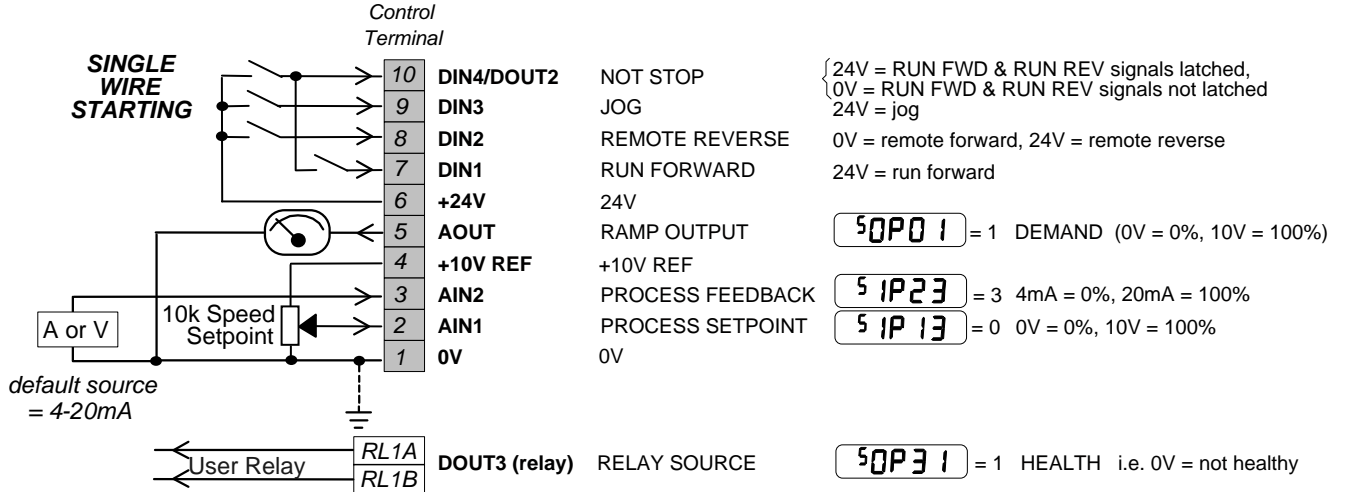 Control
Terminal
SINGLE
WIRE
STARTING
10 DIN4/DOUT2 NOT STOP 24V = RUN FWD & RUN REV signals latched,
0V = RUN FWD & RUN REV signals not latched
9 DIN3 JOG 24V = jog
8 DIN2 REMOTE REVERSE 0V = remote forward, 24V = remote reverse
7 DIN1 RUN FORWARD 24V = run forward
6 +24V 24V
5 AOUT RAMP OUTPUT SOP01 = 1 DEMAND (0V = 0%, 10V = 100%)
4 +10V REF +10V REF
3 AIN2 PROCESS FEEDBACK SIP23 = 3 4mA = 0%, 20mA = 100%
10k Speed
Setpoint
2 AIN1 PROCESS SETPOINT SIP13 = 0 0V = 0%, 10V = 100%
A or V
1 0V 0V
default source
= 4-20mA
User Relay
RL1A
RL1B
DOUT3 (relay) RELAY SOURCE SOP31 = 1 HEALTH i.e. 0V = not healthy